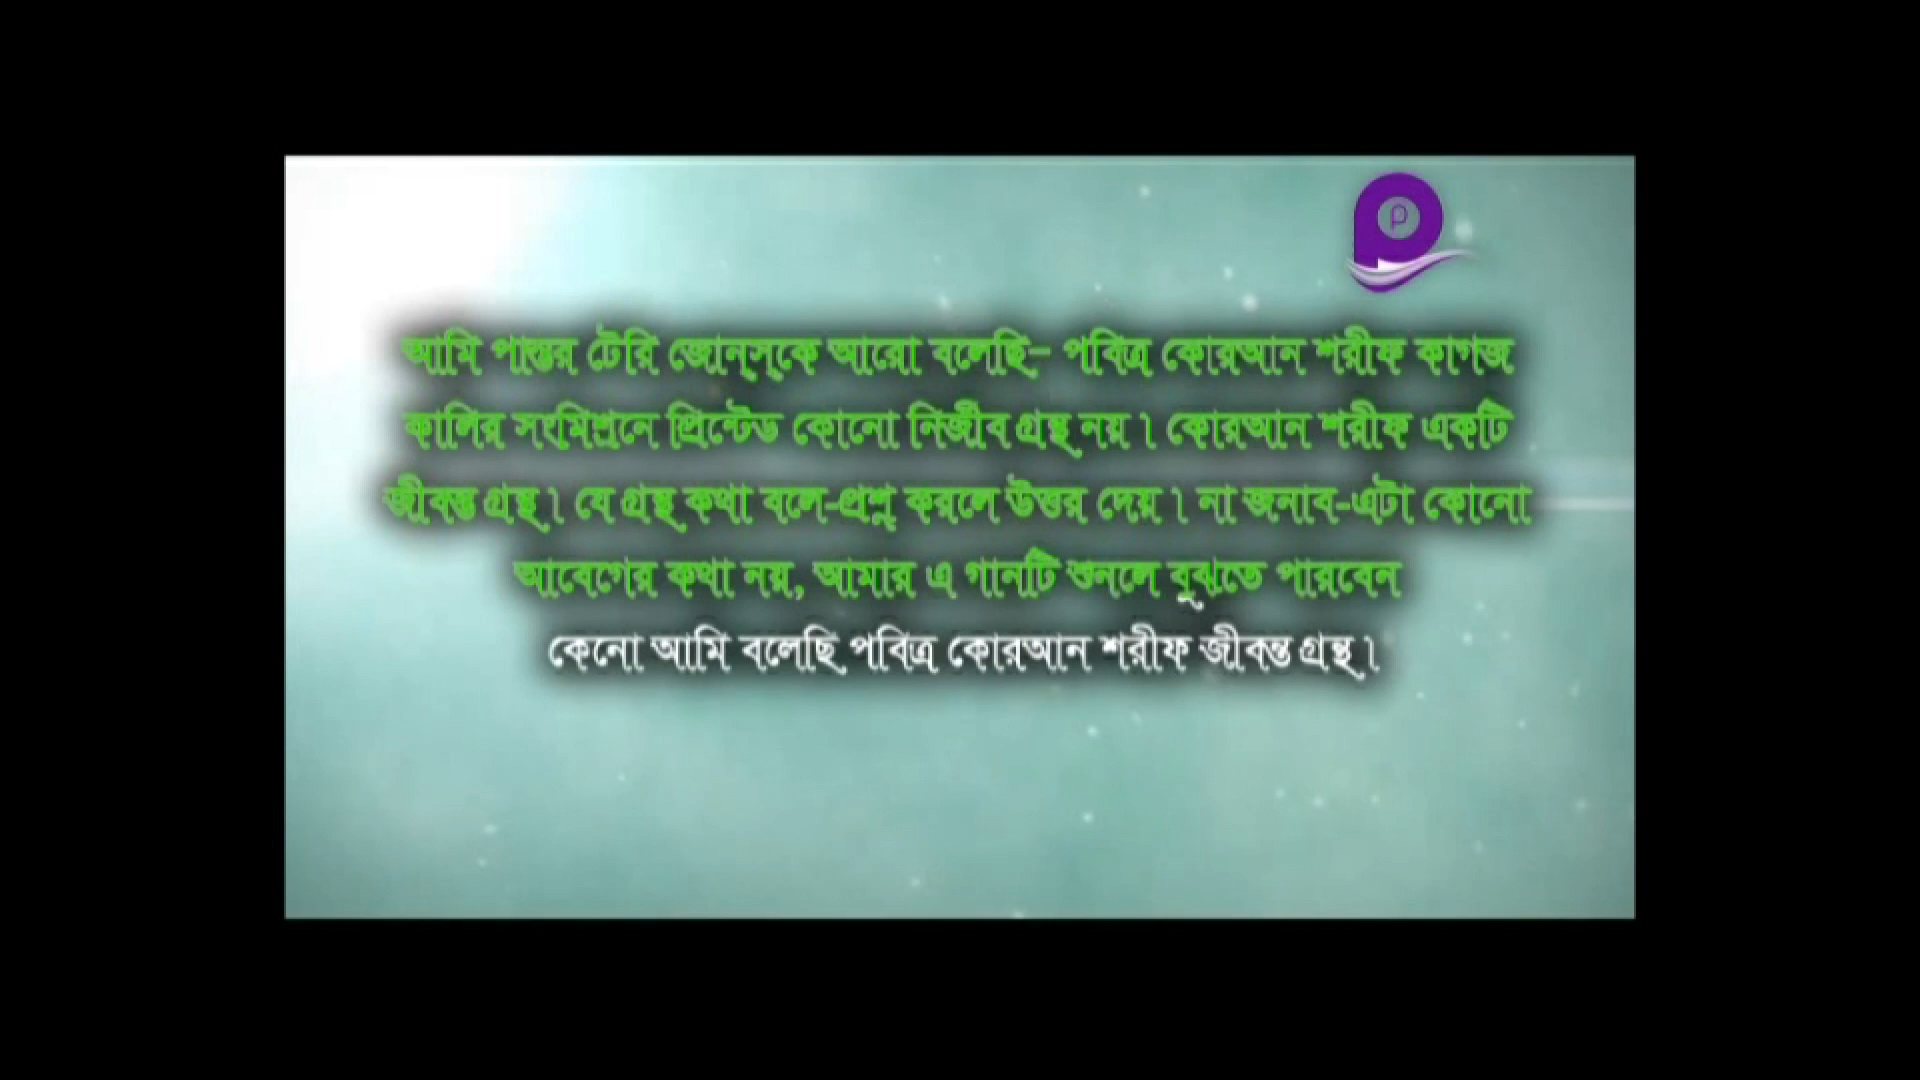 আমি পাস্তর টেরি জোন্‌স্‌কে আরো বলেছি- পবিত্র কোরআন শরীফ কাগজ
কালির সংমিশ্রনে প্রিন্টেড কোনো নির্জীব গ্রন্থ নয়। কোরআন শরীফ একটি
জীবন্ত গ্রন্থ। যে গ্রন্থ কথা বলে-প্রশ্ন করলে উত্তর দেয়। না জনাব-এটা কোনো
আবেগের কথা নয়, আমার এ গানটি শুনলে বুঝতে পারবেন
কেনো আমি বলেছি পবিত্র কোরআন শরীফ জীবন্ত গ্রন্থ।